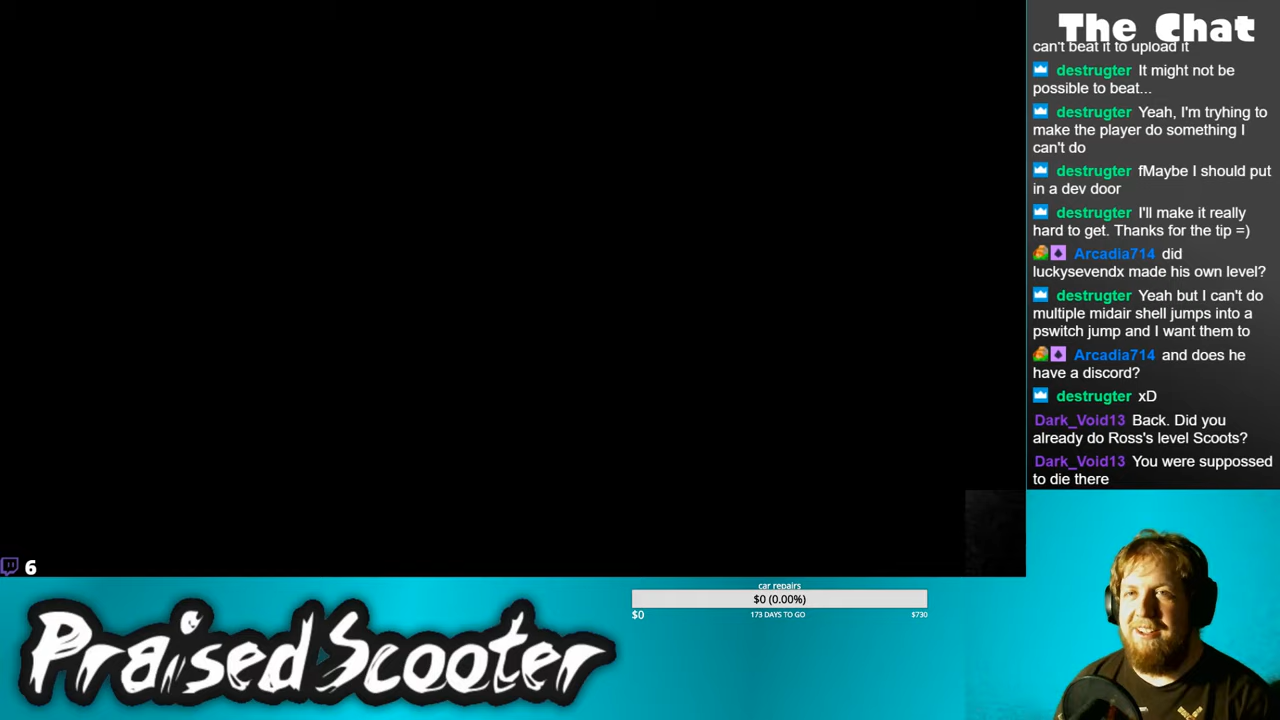 The Chat
can't beat it to upload it
destrugter It might not be
possible to beat...
destrugter Yeah, I'm tryhing to
make the player do something I
can't do
destrugter fMaybe I should put
in a dev door
destrugter I'll make it really
hard to get. Thanks for the tip =)
Arcadia714 did
luckysevendx made his own level?
destrugter Yeah but I can't do
multiple midair shell jumps into a
pswitch jump and I want them to
Arcadia714 and does he
have a discord?
destrugter xD
Dark_Void13 Back. Did you
already do Ross's level Scoots?
Dark_Void13 You were suppossed
to die there
6
car repairs
$0 (0.00%)
$0 173 DAYS TO GO $730
PraisedScooter